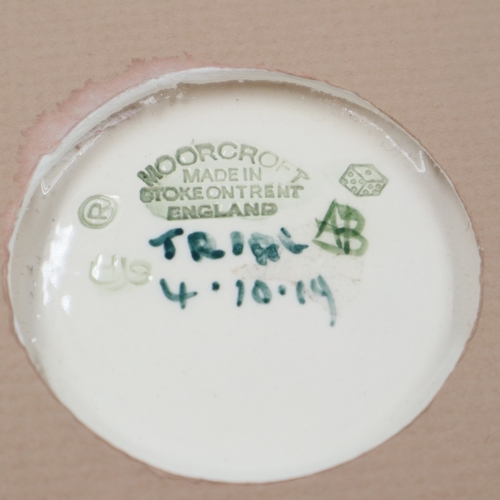 MOORCROFT
MADE IN
STOKE ON TRENT
ENGLAND
®
TRIAL
4.10.14